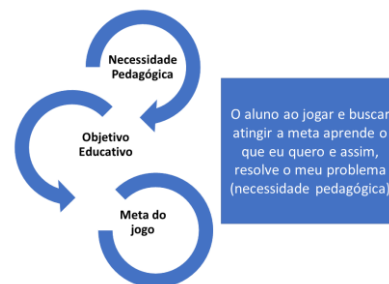 Necessidade
Pedagógica
Objetivo
Educativo
Meta do
jogo
O aluno ao jogar e buscar
atingir a meta aprende o
que eu quero e assim,
resolve o meu problema
(necessidade pedagógica)